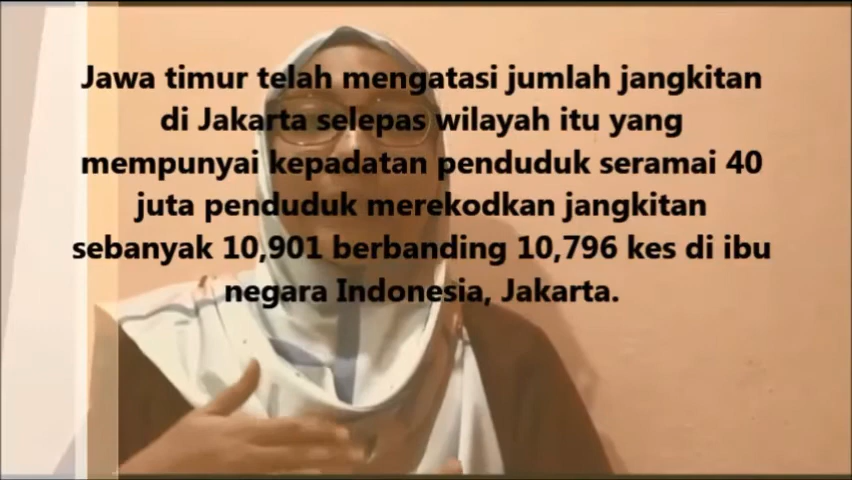 Jawa timur telah mengatasi jumlah jangkitan
di Jakarta selepas wilayah itu yang
mempunyai kepadatan penduduk seramai 40
juta penduduk merekodkan jangkitan
sebanyak 10,901 berbanding 10,796 kes di ibu
negara Indonesia, Jakarta.